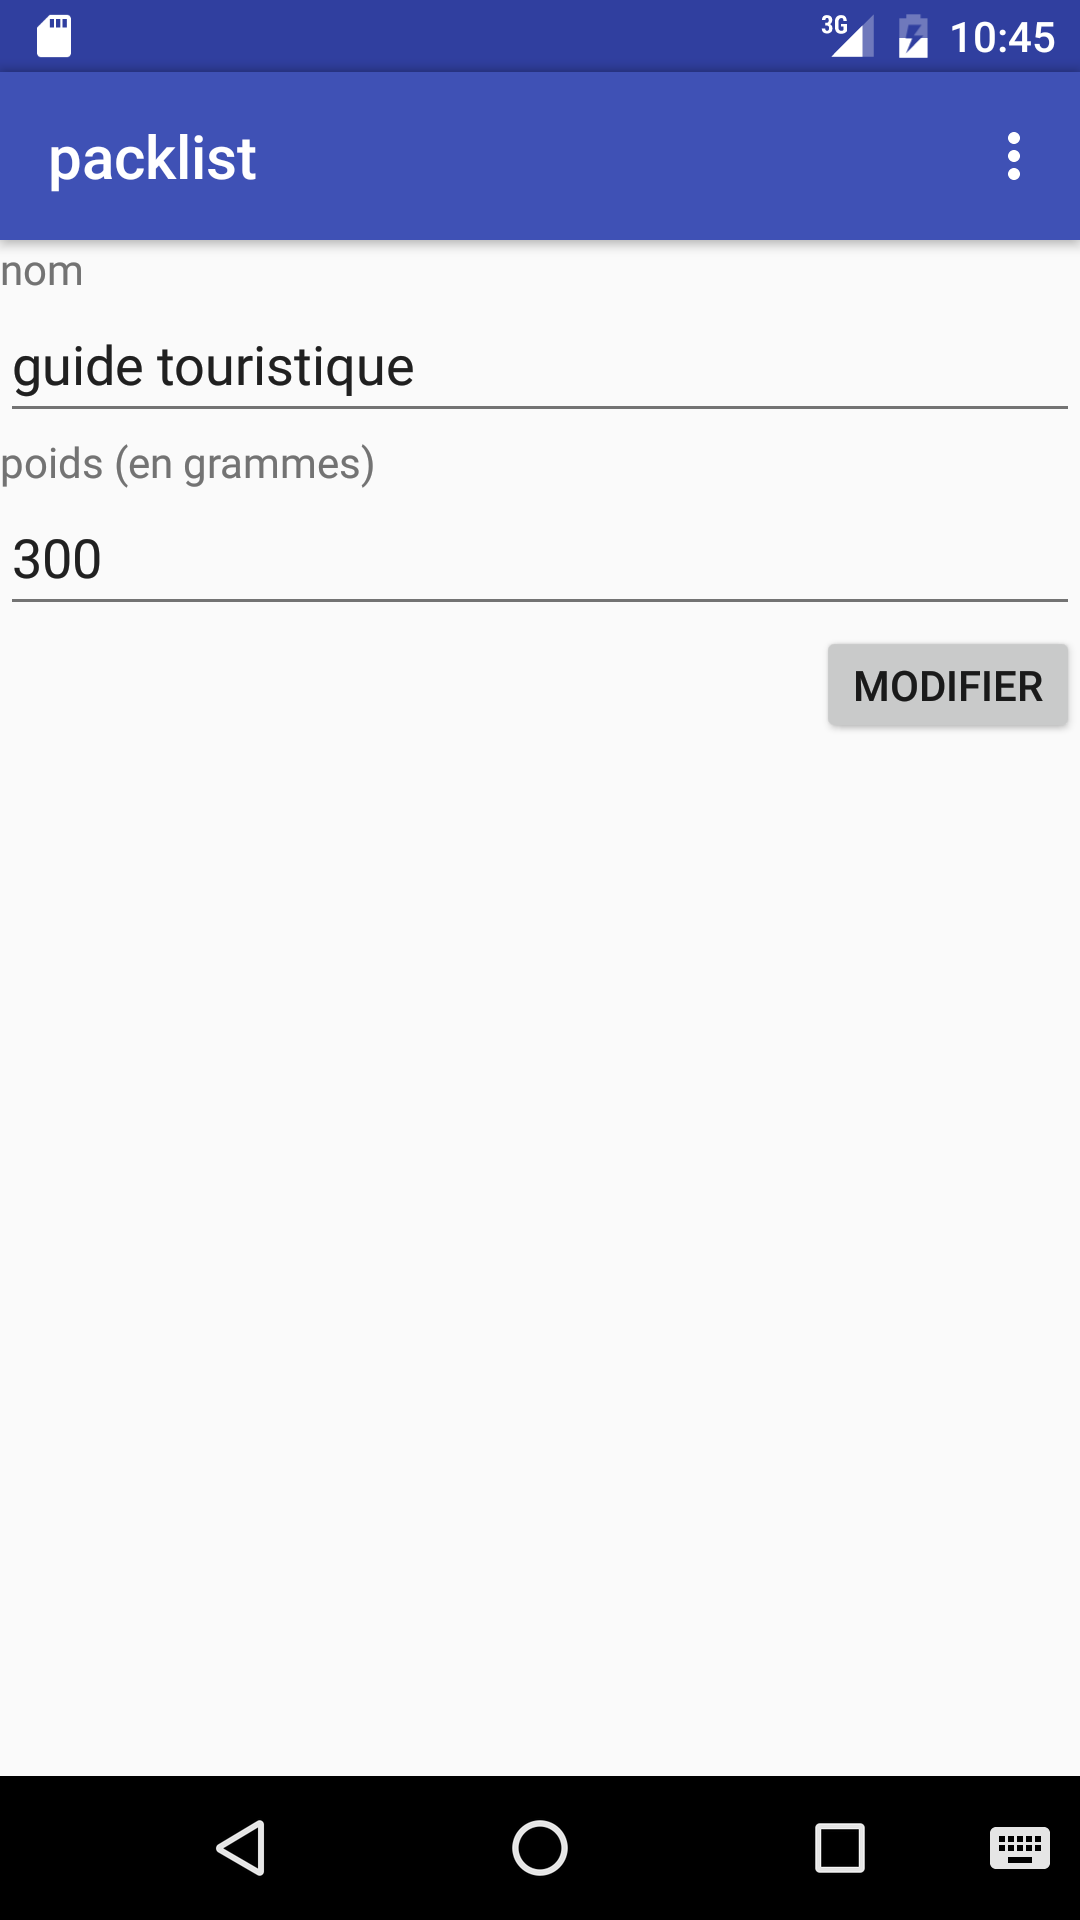 3G 10:45
packlist
nom
guide touristique
poids (en grammes)
300
MODIFIER